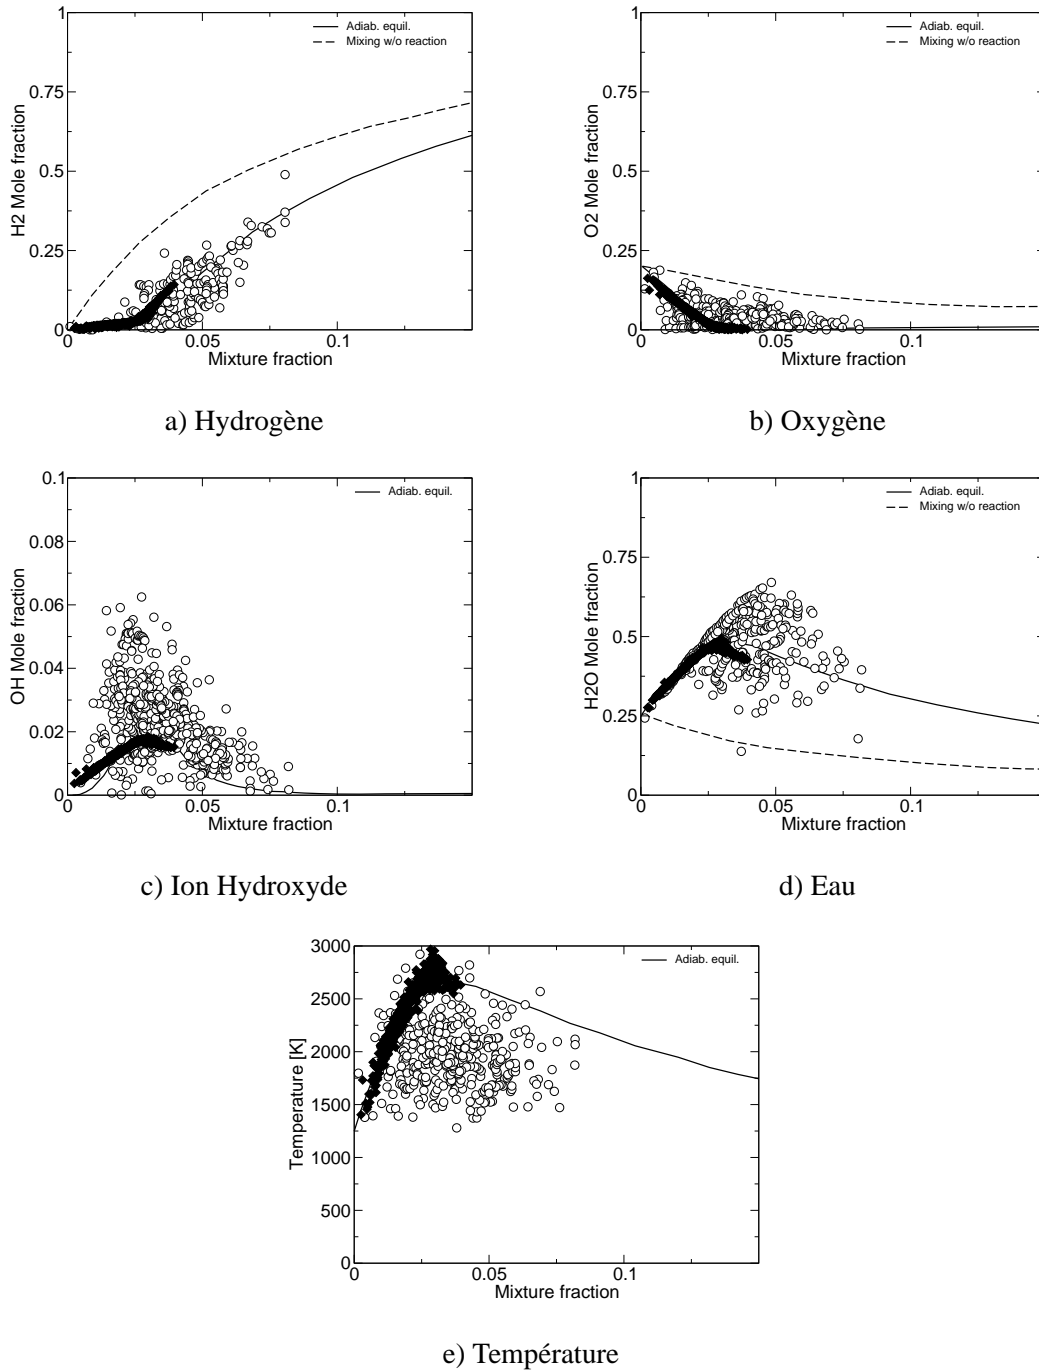 1
0.75
0.5
0.25
0
H2 Mole fraction
Adiab. equil.
Mixing w/o reaction
0
0.05
0.1
Mixture fraction
a) Hydrogène
1
0.75
0.5
0.25
0
O2 Mole fraction
Adiab. equil.
Mixing w/o reaction
0
0.05
0.1
Mixture fraction
b) Oxygène
0.1
0.08
0.06
0.04
0.02
0
OH Mole fraction
Adiab. equil.
0
0.05
0.1
Mixture fraction
c) Ion Hydroxyde
1
0.75
0.5
0.25
0
H2O Mole fraction
Adiab. equil.
Mixing w/o reaction
0
0.05
0.1
Mixture fraction
d) Eau
3000
2500
2000
1500
1000
500
0
Temperature [K]
Adiab. equil.
0
0.05
0.1
Mixture fraction
e) Température